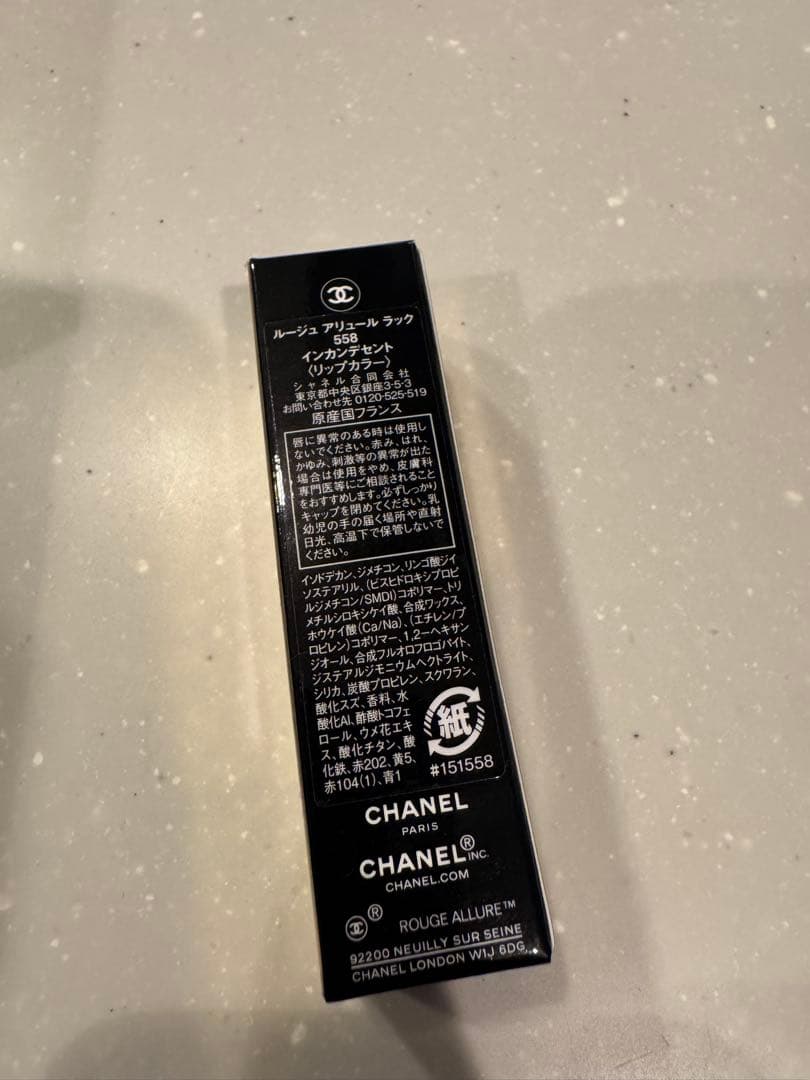 ルージュ アリュール ラック
558
インカンデセント
〈リップカラー〉
シャネル合同会社
東京都中央区銀座3-5-3
お問い合わせ先 0120-525-519
原産国フランス
唇に異常のある時は使用し
ないでください。赤み、はれ、
かゆみ、刺激等の異常が出た
場合は使用をやめ、皮膚科
専門医等にご相談されること
をおすすめします。必ずしっかり
キャップを閉めてください。乳
幼児の手の届く場所や直射
日光、高温下で保管しないで
ください。
イソドデカン、ジメチコン、リンゴ酸ジイ
ソステアリル、(ビスヒドロキシプロピ
ルジメチコン/SMDI)コポリマー、トリ
メチルシロキシケイ酸、合成ワックス、
ホウケイ酸(Ca/Na)、(エチレン/プ
ロピレン)コポリマー、1,2-ヘキサン
ジオール、合成フルオロフロゴパイト、
ジステアルジモニウムヘクトライト、
シリカ、炭酸プロピレン、スクワラン、
酸化スズ、香料、水
酸化Al、酢酸トコフェ
ロール、ウメ花エキ
ス、酸化チタン、酸
化鉄、赤202、黄5、
赤104(1)、青1
紙
#151558
CHANEL
PARIS
CHANEL® INC.
CHANEL.COM
® ROUGE ALLURE™
92200 NEUILLY SUR SEINE
CHANEL LONDON W1J 6DG